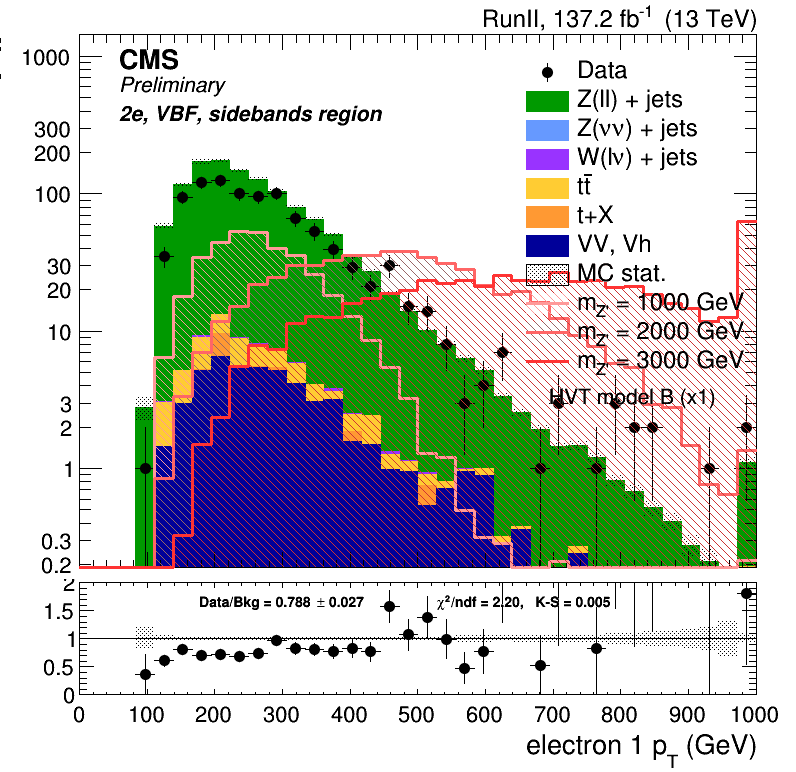 RunII, 137.2 fb⁻¹ (13 TeV)
CMS
Preliminary
2e, VBF, sidebands region
Data
Z(ll) + jets
Z(νν) + jets
W(lν) + jets
tt̄
t+X
VV, Vh
MC stat.
m_Z' = 1000 GeV
m_Z' = 2000 GeV
m_Z' = 3000 GeV
HVT model B (x1)
1000
300
200
100
30
20
10
3
2
1
0.3
0.2
Data/Bkg = 0.788 ± 0.027 χ²/ndf = 2.20, K-S = 0.005
2
1.5
1
0.5
0
0 100 200 300 400 500 600 700 800 900 1000
electron 1 p_T (GeV)